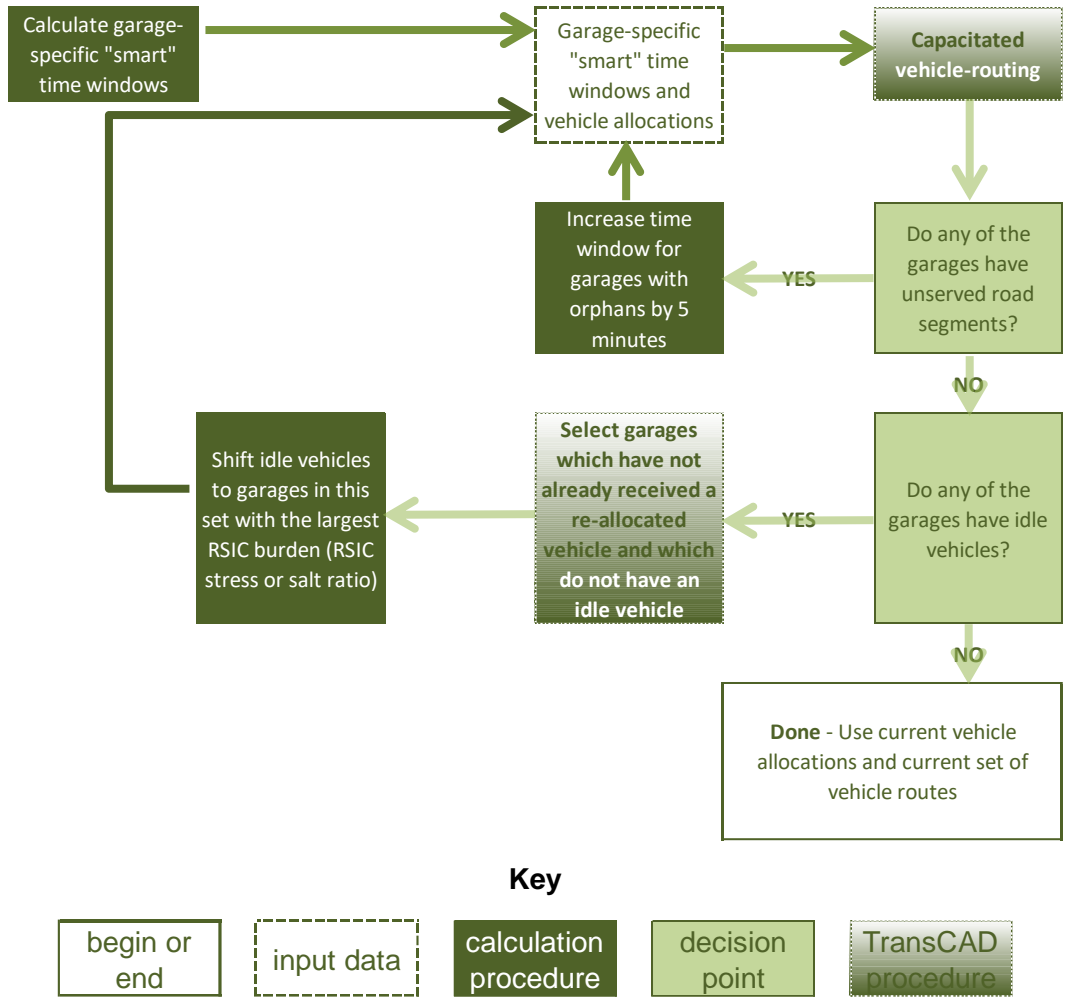 Calculate garage-
specific "smart"
time windows
Garage-specific
"smart" time
windows and
vehicle allocations
Capacitated
vehicle-routing
Increase time
window for
garages with
orphans by 5
minutes
YES
Do any of the
garages have
unserved road
segments?
NO
Shift idle vehicles
to garages in this
set with the largest
RSIC burden (RSIC
stress or salt ratio)
Select garages
which have not
already received a
re-allocated
vehicle and which
do not have an
idle vehicle
YES
Do any of the
garages have idle
vehicles?
NO
Done - Use current vehicle
allocations and current set of
vehicle routes
Key
begin or
end
input data
calculation
procedure
decision
point
TransCAD
procedure